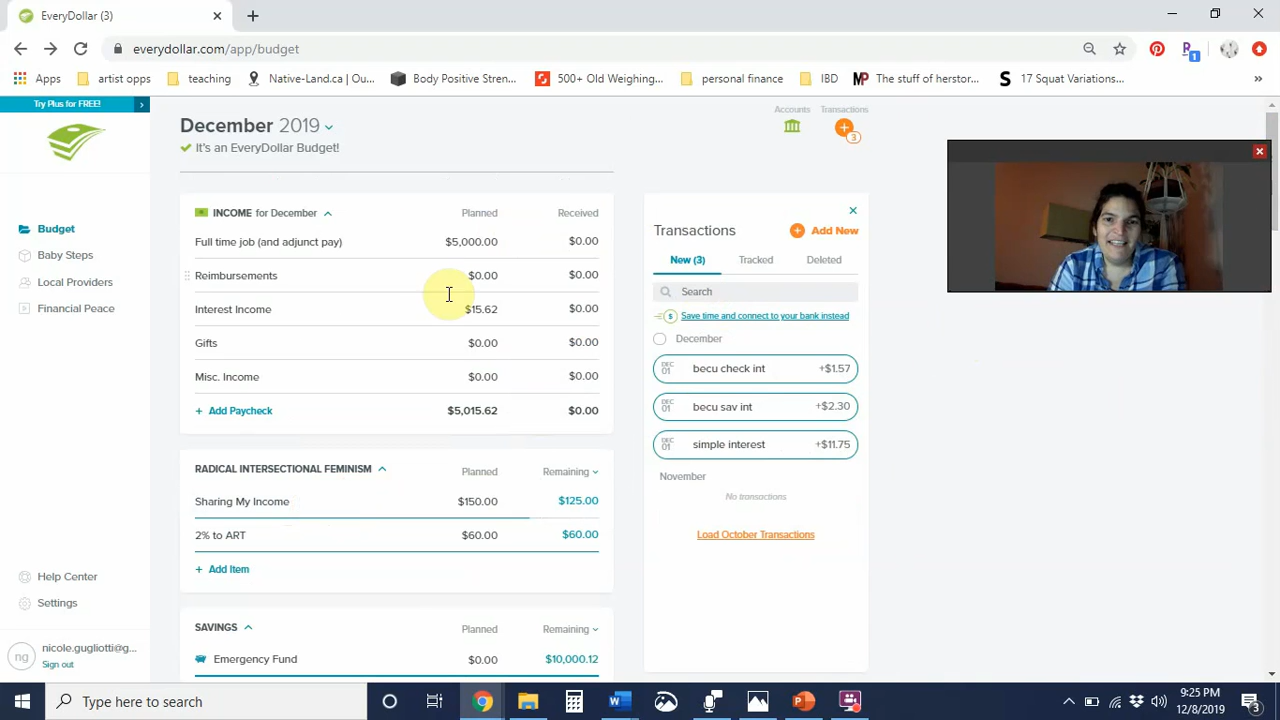 EveryDollar (3)
everydollar.com/app/budget
1
Apps
artist opps
teaching
Native-Land.ca | Ou...
Body Positive Stren...
500+ Old Weighing...
personal finance
IBD
The stuff of herstor...
17 Squat Variations...
Try Plus for FREE!
Budget
Baby Steps
Local Providers
Financial Peace
Help Center
Settings
ng
nicole.gugliotti@g...
Sign out
December 2019
It's an EveryDollar Budget!
Accounts
Transactions
3
INCOME for December Planned Received
Full time job (and adjunct pay) $5,000.00 $0.00
Reimbursements $0.00 $0.00
Interest Income $15.62 $0.00
Gifts $0.00 $0.00
Misc. Income $0.00 $0.00
+ Add Paycheck $5,015.62 $0.00
RADICAL INTERSECTIONAL FEMINISM Planned Remaining
Sharing My Income $150.00 $125.00
2% to ART $60.00 $60.00
+ Add Item
SAVINGS Planned Remaining
Emergency Fund $0.00 $10,000.12
Transactions
Add New
New (3) Tracked Deleted
Search
Save time and connect to your bank instead
December
DEC 01 becu check int +$1.57
DEC 01 becu sav int +$2.30
DEC 01 simple interest +$11.75
November
No transactions
Load October Transactions
Type here to search
9:25 PM
12/8/2019
3